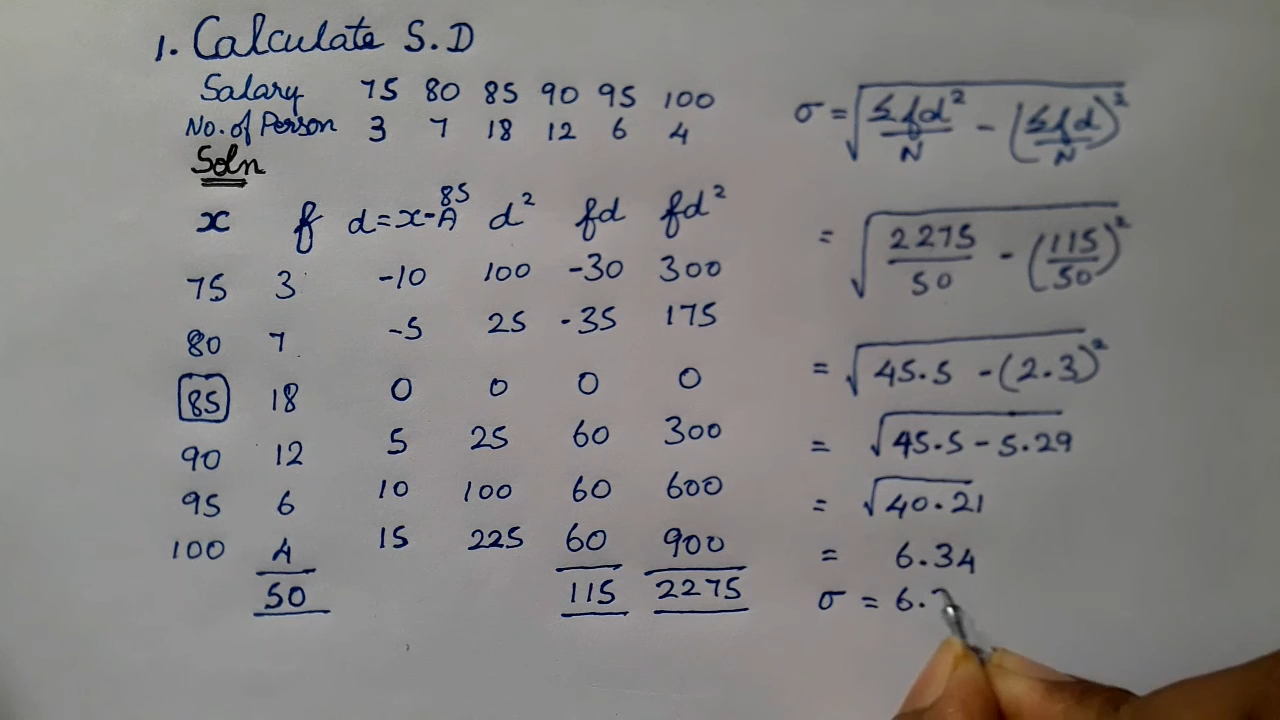 1. Calculate S.D
Salary 75 80 85 90 95 100
No. of Person 3 7 18 12 6 4
Soln
x f d=x-A 85 d² fd fd²
75 3 -10 100 -30 300
80 7 -5 25 -35 175
85 18 0 0 0 0
90 12 5 25 60 300
95 6 10 100 60 600
100 4 15 225 60 900
50 115 2275
σ = √(Σfd²/N - (Σfd/N)²)
= √(2275/50 - (115/50)²)
= √(45.5 - (2.3)²)
= √(45.5 - 5.29)
= √40.21
= 6.34
σ = 6.